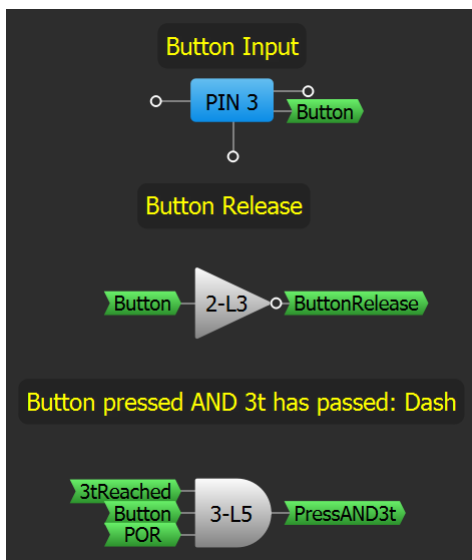 Button Input
PIN 3
Button
Button Release
Button
2-L3
ButtonRelease
Button pressed AND 3t has passed: Dash
3tReached
Button
POR
3-L5
PressAND3t